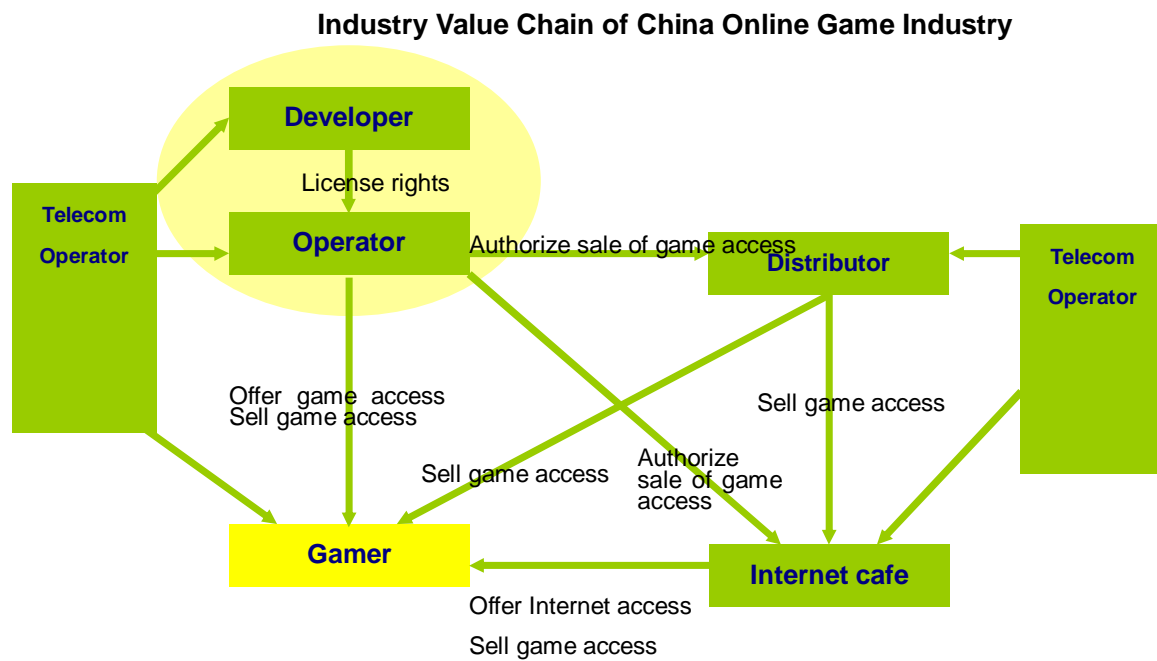 Industry Value Chain of China Online Game Industry
Developer
License rights
Telecom
Operator
Operator
Authorize sale of game access
Distributor
Telecom
Operator
Offer game access
Sell game access
Sell game access
Sell game access
Authorize
sale of game
access
Gamer
Internet cafe
Offer Internet access
Sell game access